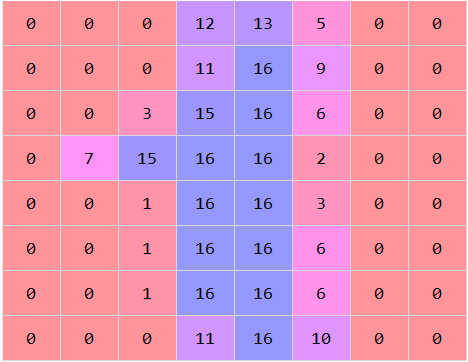 0 0 0 12 13 5 0 0
0 0 0 11 16 9 0 0
0 0 3 15 16 6 0 0
0 7 15 16 16 2 0 0
0 0 1 16 16 3 0 0
0 0 1 16 16 6 0 0
0 0 1 16 16 6 0 0
0 0 0 11 16 10 0 0